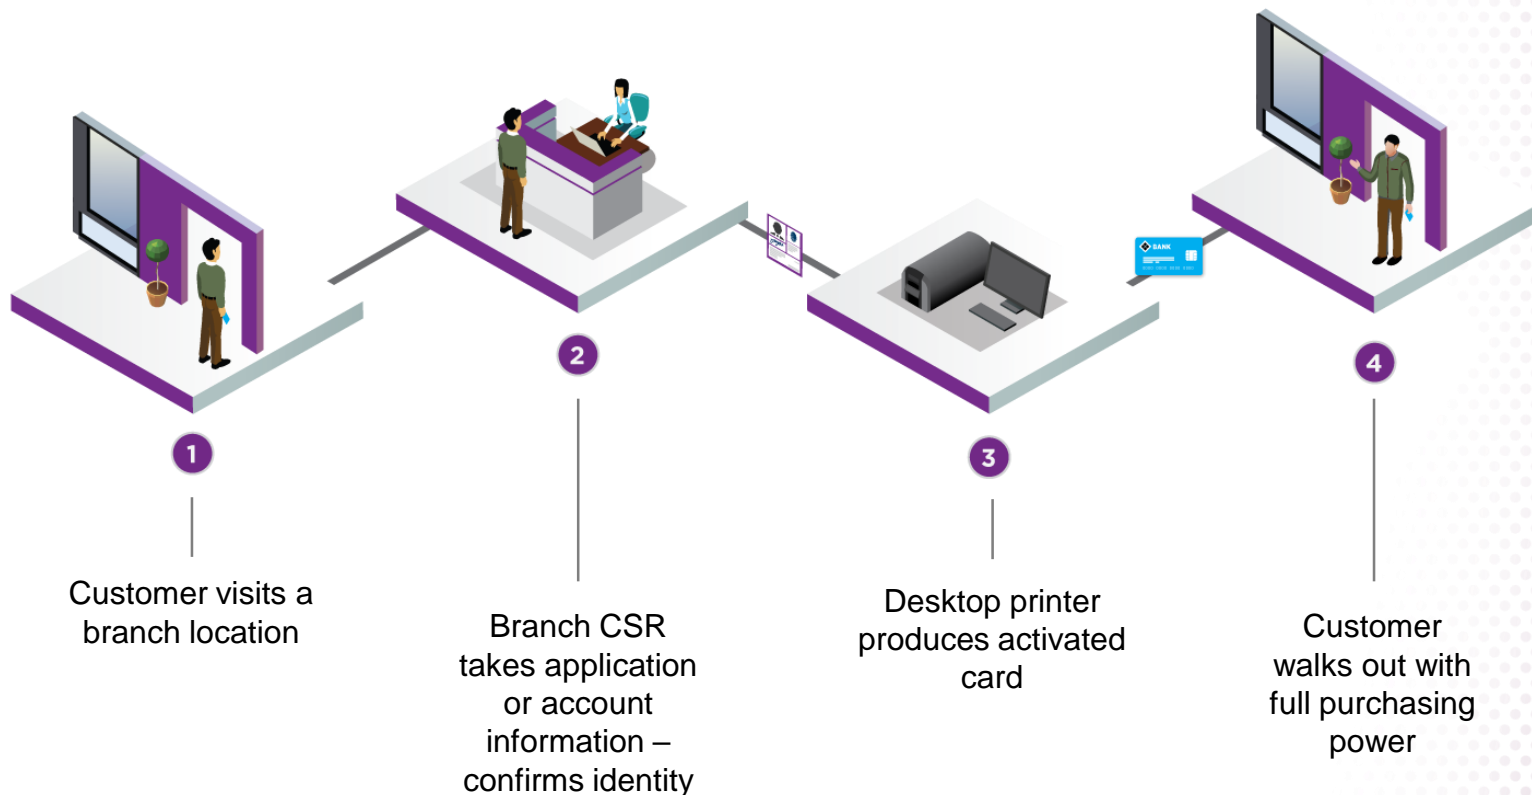 BANK
1
Customer visits a
branch location
2
Branch CSR
takes application
or account
information –
confirms identity
3
Desktop printer
produces activated
card
4
Customer
walks out with
full purchasing
power